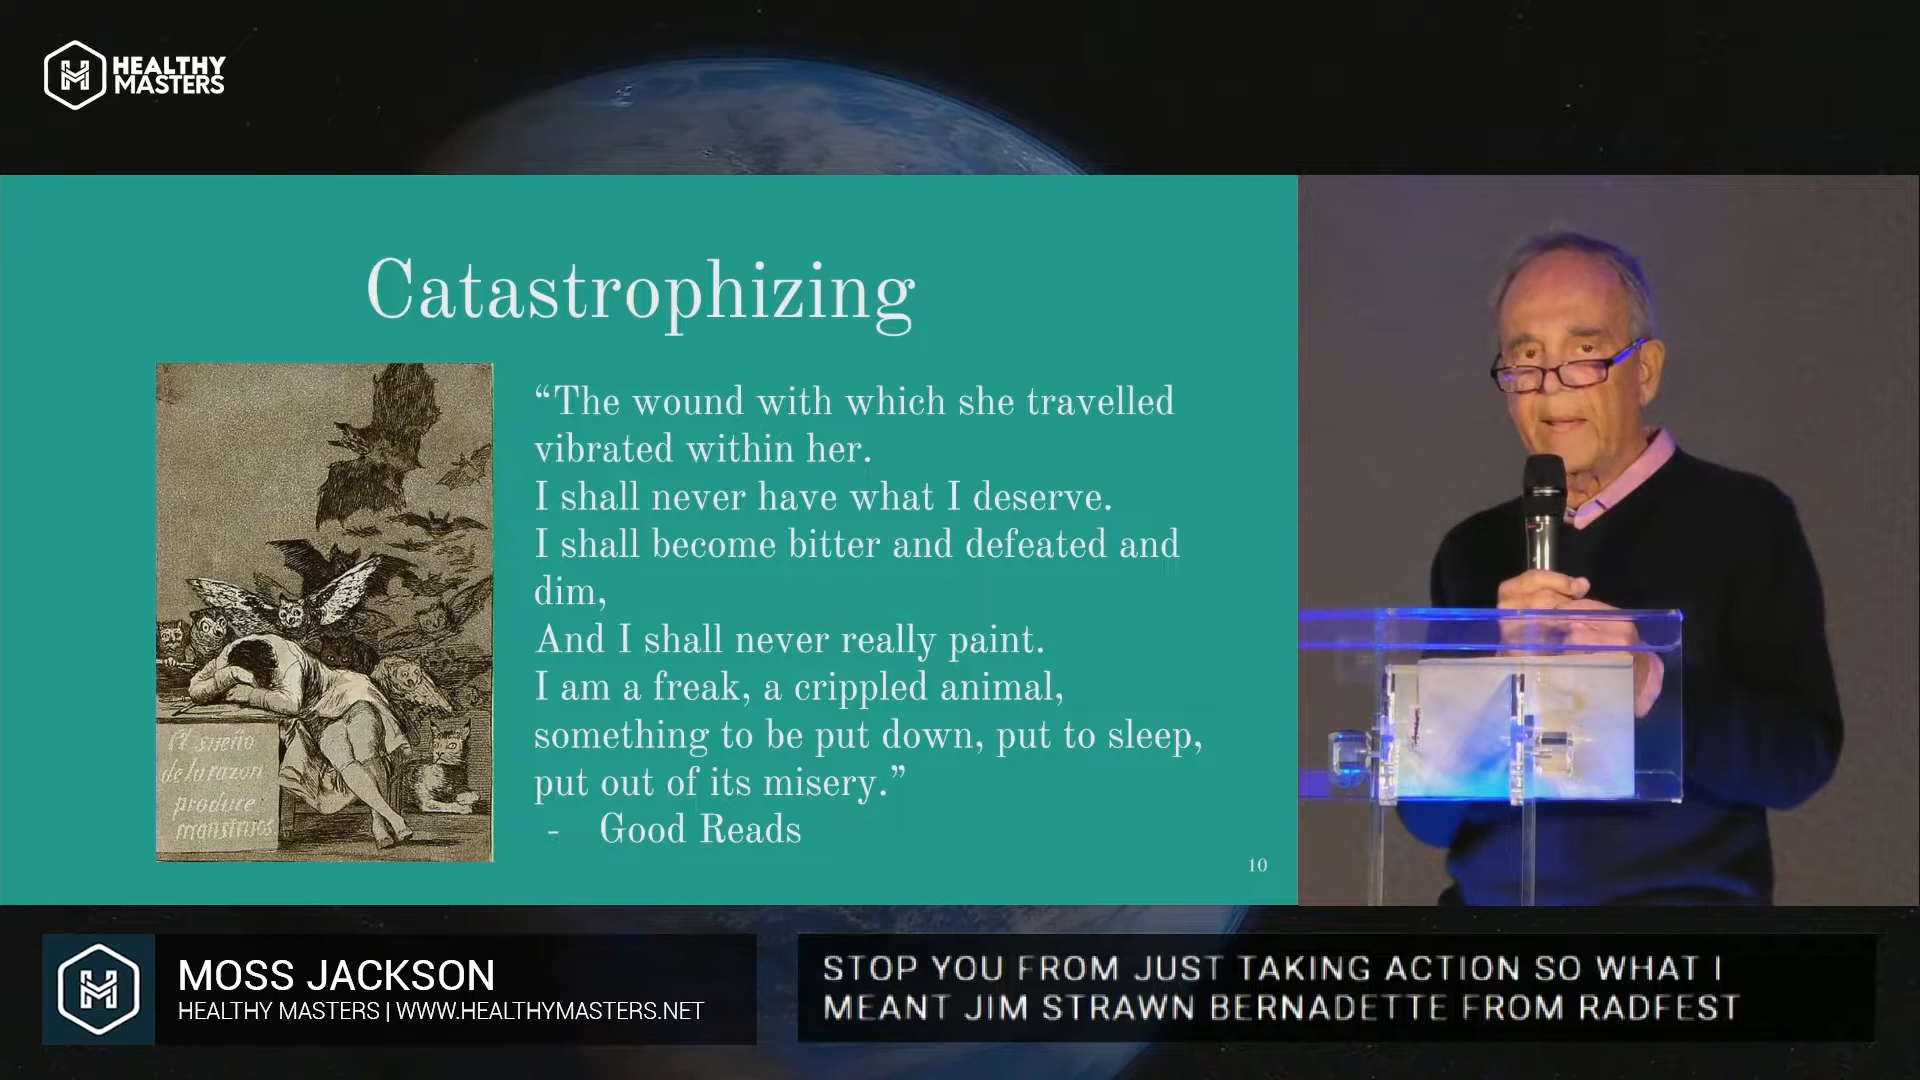 HEALTHY
MASTERS
Catastrophizing
“The wound with which she travelled
vibrated within her.
I shall never have what I deserve.
I shall become bitter and defeated and
dim,
And I shall never really paint.
I am a freak, a crippled animal,
something to be put down, put to sleep,
put out of its misery.”
- Good Reads
El sueño
de la razon
produce
monstruos.
10
MOSS JACKSON
HEALTHY MASTERS | WWW.HEALTHYMASTERS.NET
STOP YOU FROM JUST TAKING ACTION SO WHAT I
MEANT JIM STRAWN BERNADETTE FROM RADFEST